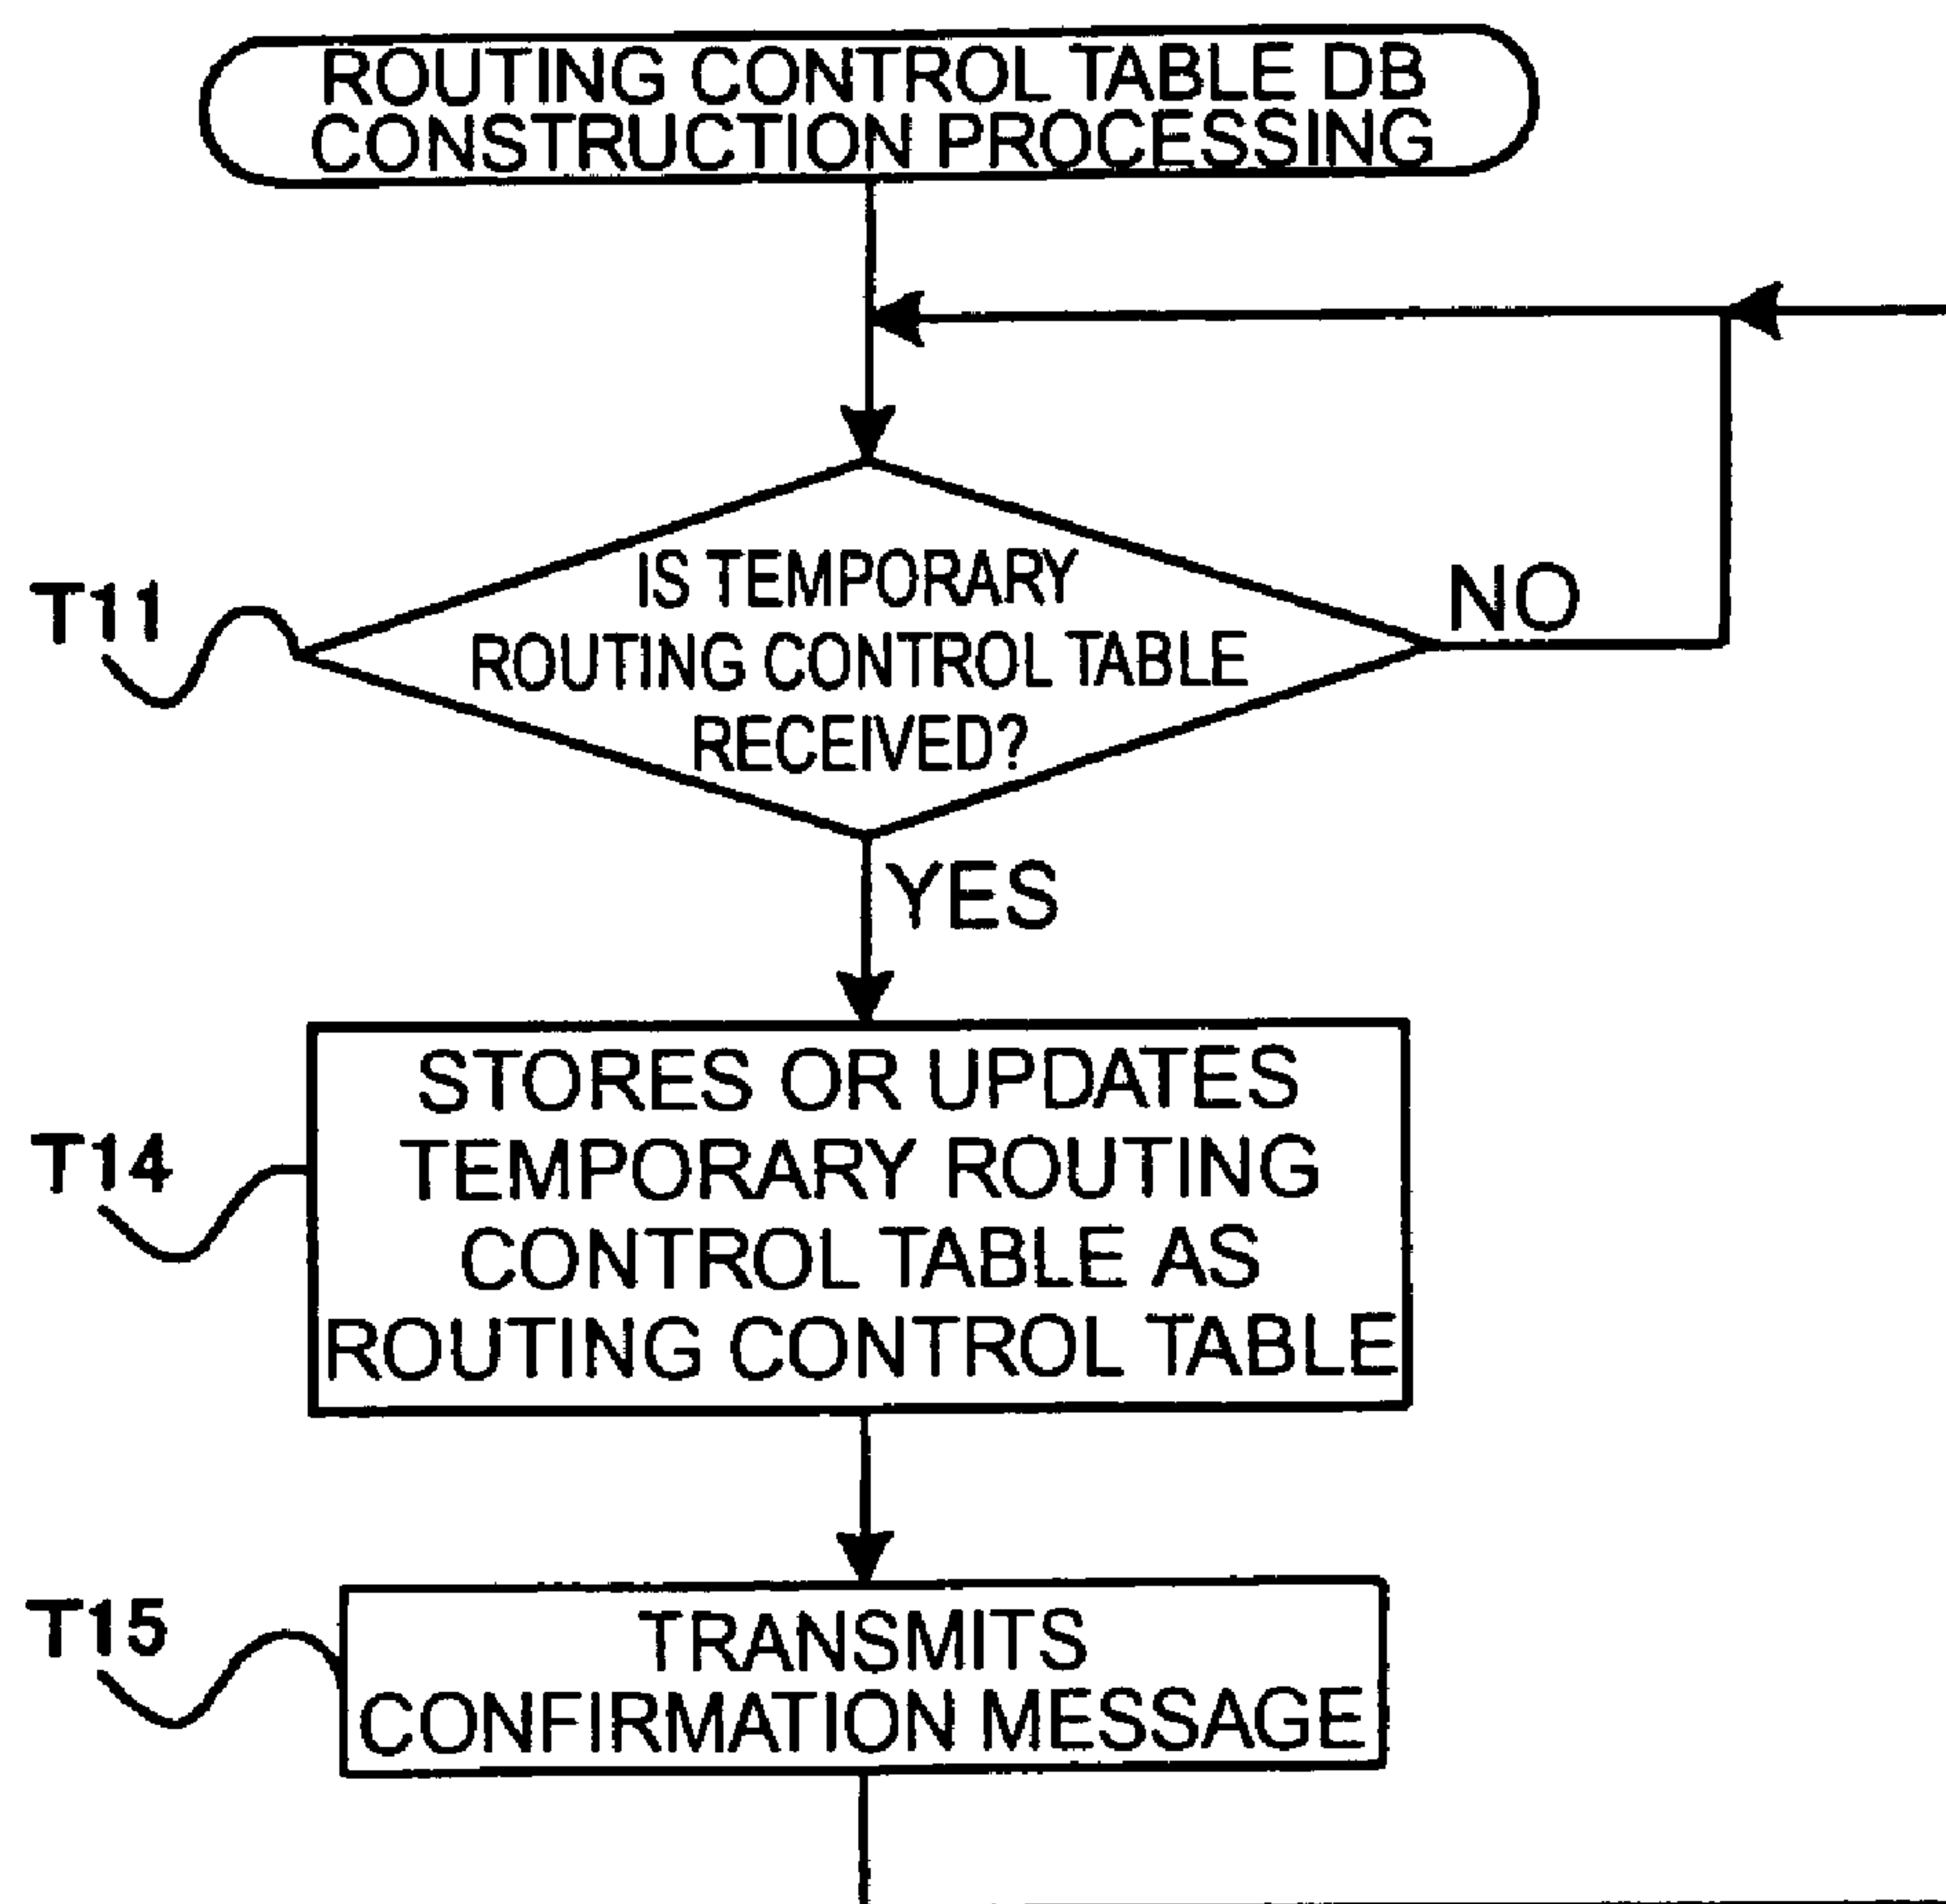 ROUTING CONTROL TABLE DB
CONSTRUCTION PROCESSING
T11
IS TEMPORARY
ROUTING CONTROL TABLE
RECEIVED?
NO
YES
T14
STORES OR UPDATES
TEMPORARY ROUTING
CONTROL TABLE AS
ROUTING CONTROL TABLE
T15
TRANSMITS
CONFIRMATION MESSAGE